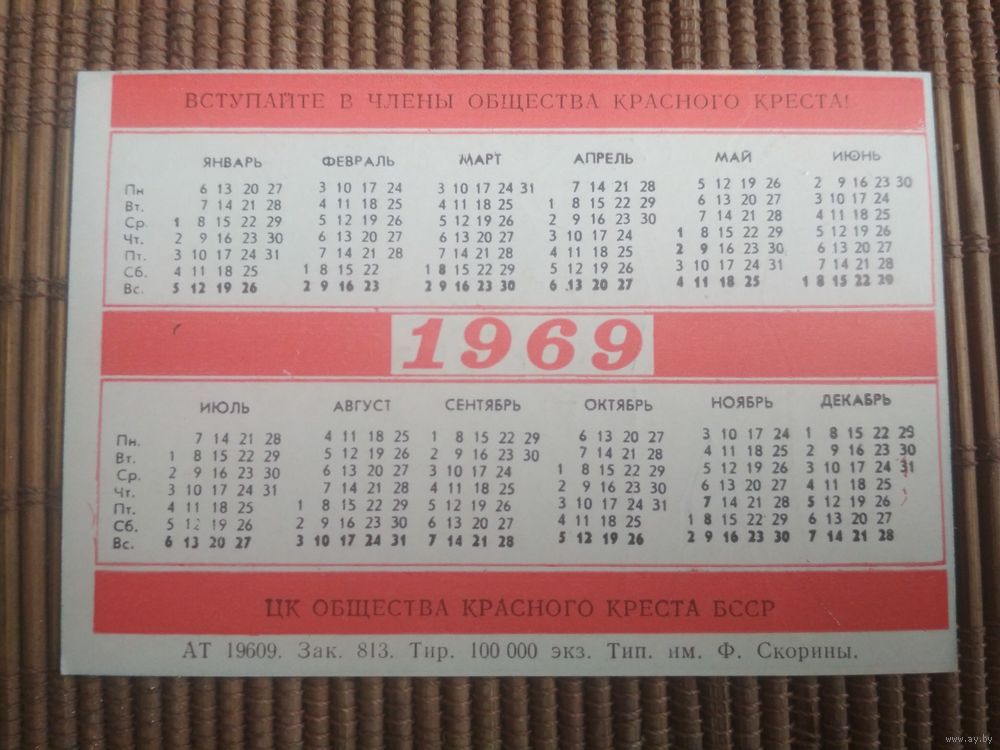 ВСТУПАЙТЕ В ЧЛЕНЫ ОБЩЕСТВА КРАСНОГО КРЕСТА!
ЯНВАРЬ ФЕВРАЛЬ МАРТ АПРЕЛЬ МАЙ ИЮНЬ
Пн 6 13 20 27 3 10 17 24 3 10 17 24 31 7 14 21 28 5 12 19 26 2 9 16 23 30
Вт. 7 14 21 28 4 11 18 25 4 11 18 25 1 8 15 22 29 6 13 20 27 3 10 17 24
Ср 1 8 15 22 29 5 12 19 26 5 12 19 26 2 9 16 23 30 7 14 21 28 4 11 18 25
Чт. 2 9 16 23 30 6 13 20 27 6 13 20 27 3 10 17 24 1 8 15 22 29 5 12 19 26
Пт. 3 10 17 24 31 7 14 21 28 7 14 21 28 4 11 18 25 2 9 16 23 30 6 13 20 27
Сб. 4 11 18 25 1 8 15 22 1 8 15 22 29 5 12 19 26 3 10 17 24 31 7 14 21 28
Вс. 5 12 19 26 2 9 16 23 2 9 16 23 30 6 13 20 27 4 11 18 25 1 8 15 22 29
1969
ИЮЛЬ АВГУСТ СЕНТЯБРЬ ОКТЯБРЬ НОЯБРЬ ДЕКАБРЬ
Пн. 7 14 21 28 4 11 18 25 1 8 15 22 29 6 13 20 27 3 10 17 24 1 8 15 22 29
Вт. 1 8 15 22 29 5 12 19 26 2 9 16 23 30 7 14 21 28 4 11 18 25 2 9 16 23 30
Ср. 2 9 16 23 30 6 13 20 27 3 10 17 24 1 8 15 22 29 5 12 19 26 3 10 17 24 31
Чт. 3 10 17 24 31 7 14 21 28 4 11 18 25 2 9 16 23 30 6 13 20 27 4 11 18 25
Пт. 4 11 18 25 1 8 15 22 29 5 12 19 26 3 10 17 24 31 7 14 21 28 5 12 19 26
Сб. 5 12 19 26 2 9 16 23 30 6 13 20 27 4 11 18 25 1 8 15 22 29 6 13 20 27
Вс. 6 13 20 27 3 10 17 24 31 7 14 21 28 5 12 19 26 2 9 16 23 30 7 14 21 28
ЦК ОБЩЕСТВА КРАСНОГО КРЕСТА БССР
АТ 19609. Зак. 813. Тир. 100 000 экз. Тип. им. Ф. Скорины.
www.ay.by